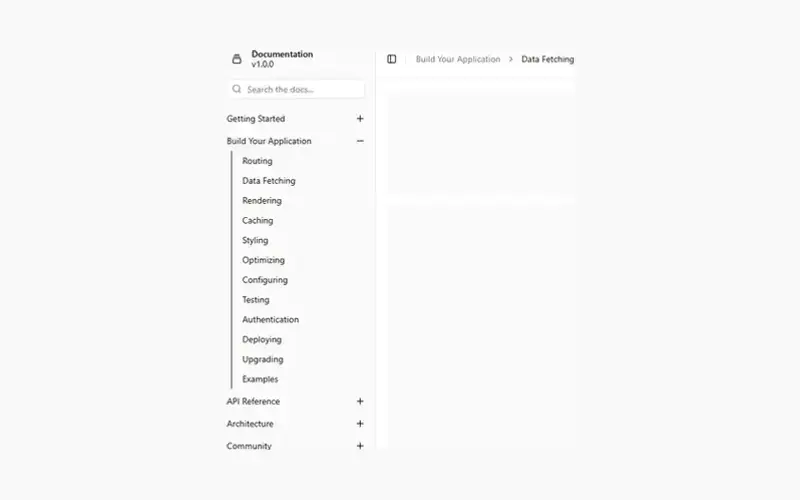 Documentation
v1.0.0
Search the docs...
Getting Started
Build Your Application
Routing
Data Fetching
Rendering
Caching
Styling
Optimizing
Configuring
Testing
Authentication
Deploying
Upgrading
Examples
API Reference
Architecture
Community
Build Your Application > Data Fetching